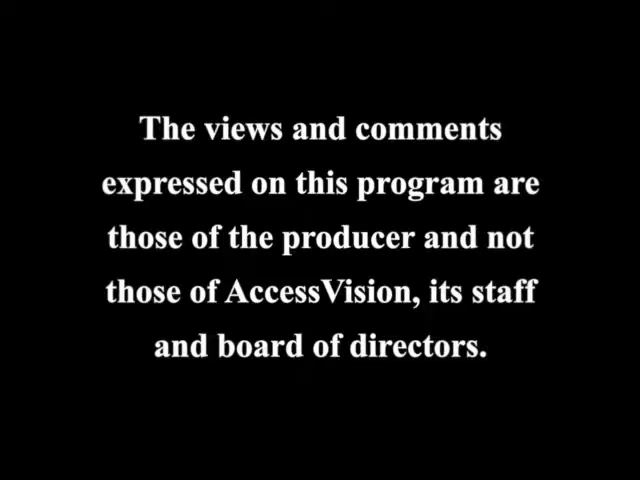 The views and comments
expressed on this program are
those of the producer and not
those of AccessVision, its staff
and board of directors.